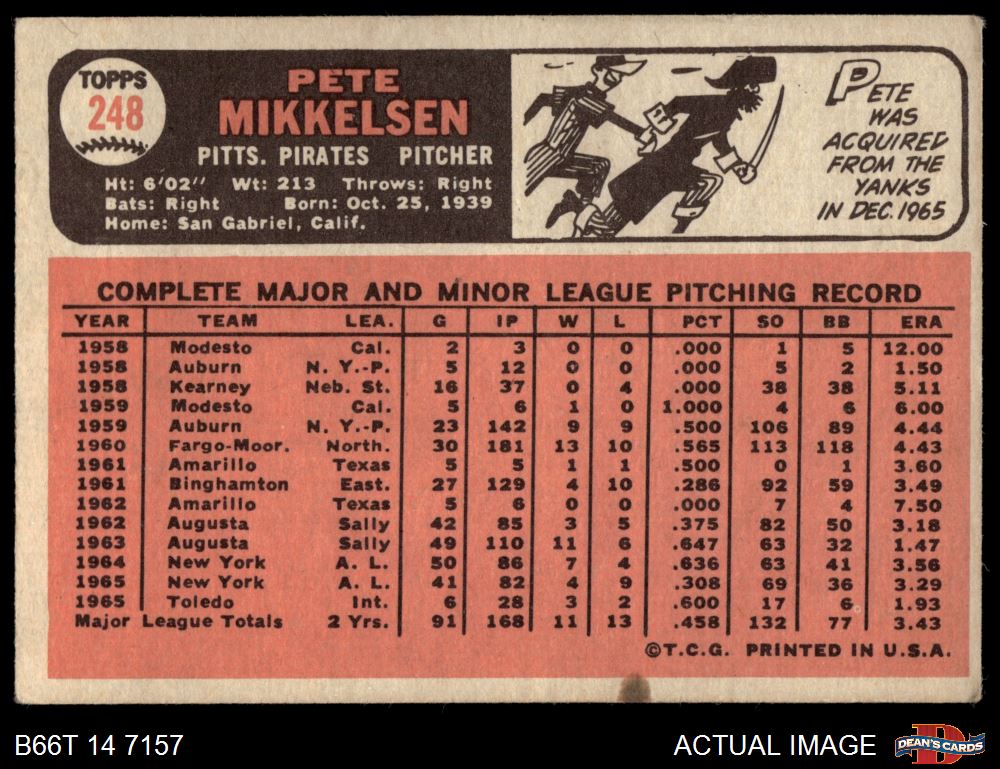 TOPPS
248
PETE
MIKKELSEN
PITTS. PIRATES PITCHER
Ht: 6'02" Wt: 213 Throws: Right
Bats: Right Born: Oct. 25, 1939
Home: San Gabriel, Calif.
PETE
WAS
ACQUIRED
FROM THE
YANKS
IN DEC. 1965
COMPLETE MAJOR AND MINOR LEAGUE PITCHING RECORD
YEAR TEAM LEA. G IP W L PCT SO BB ERA
1958 Modesto Cal. 2 3 0 0 .000 1 5 12.00
1958 Auburn N. Y.-P. 5 12 0 0 .000 5 2 1.50
1958 Kearney Neb. St. 16 37 0 4 .000 38 38 5.11
1959 Modesto Cal. 5 6 1 0 1.000 4 6 6.00
1959 Auburn N. Y.-P. 23 142 9 9 .500 106 89 4.44
1960 Fargo-Moor. North. 30 181 13 10 .565 113 118 4.43
1961 Amarillo Texas 5 5 1 1 .500 0 1 3.60
1961 Binghamton East. 27 129 4 10 .286 92 59 3.49
1962 Amarillo Texas 5 6 0 0 .000 7 4 7.50
1962 Augusta Sally 42 85 3 5 .375 82 50 3.18
1963 Augusta Sally 49 110 11 6 .647 63 32 1.47
1964 New York A. L. 50 86 7 4 .636 63 41 3.56
1965 New York A. L. 41 82 4 9 .308 69 36 3.29
1965 Toledo Int. 6 28 3 2 .600 17 6 1.93
Major League Totals 2 Yrs. 91 168 11 13 .458 132 77 3.43
©T.C.G. PRINTED IN U.S.A.
B66T 14 7157
ACTUAL IMAGE
D
DEAN'S CARDS